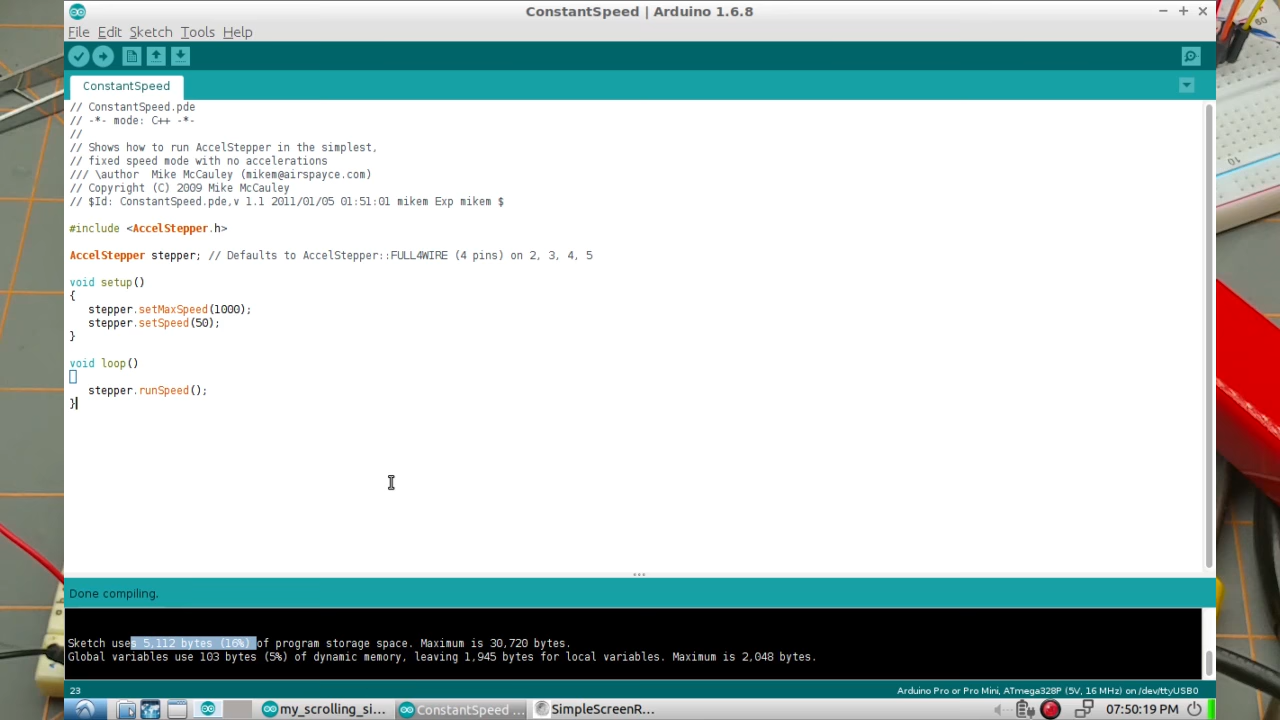 ConstantSpeed | Arduino 1.6.8
File Edit Sketch Tools Help
ConstantSpeed
// ConstantSpeed.pde
// -*- mode: C++ -*-
//
// Shows how to run AccelStepper in the simplest,
// fixed speed mode with no accelerations
/// \author  Mike McCauley (mikem@airspayce.com)
// Copyright (C) 2009 Mike McCauley
// $Id: ConstantSpeed.pde,v 1.1 2011/01/05 01:51:01 mikem Exp mikem $
#include <AccelStepper.h>
AccelStepper stepper; // Defaults to AccelStepper::FULL4WIRE (4 pins) on 2, 3, 4, 5
void setup()
{
stepper.setMaxSpeed(1000);
stepper.setSpeed(50);
}
void loop()
stepper.runSpeed();
}
Done compiling.
Sketch uses 5,112 bytes (16%) of program storage space. Maximum is 30,720 bytes.
Global variables use 103 bytes (5%) of dynamic memory, leaving 1,945 bytes for local variables. Maximum is 2,048 bytes.
23 Arduino Pro or Pro Mini, ATmega328P (5V, 16 MHz) on /dev/ttyUSB0
my_scrolling_si... ConstantSpeed ... SimpleScreenR... 07:50:19 PM